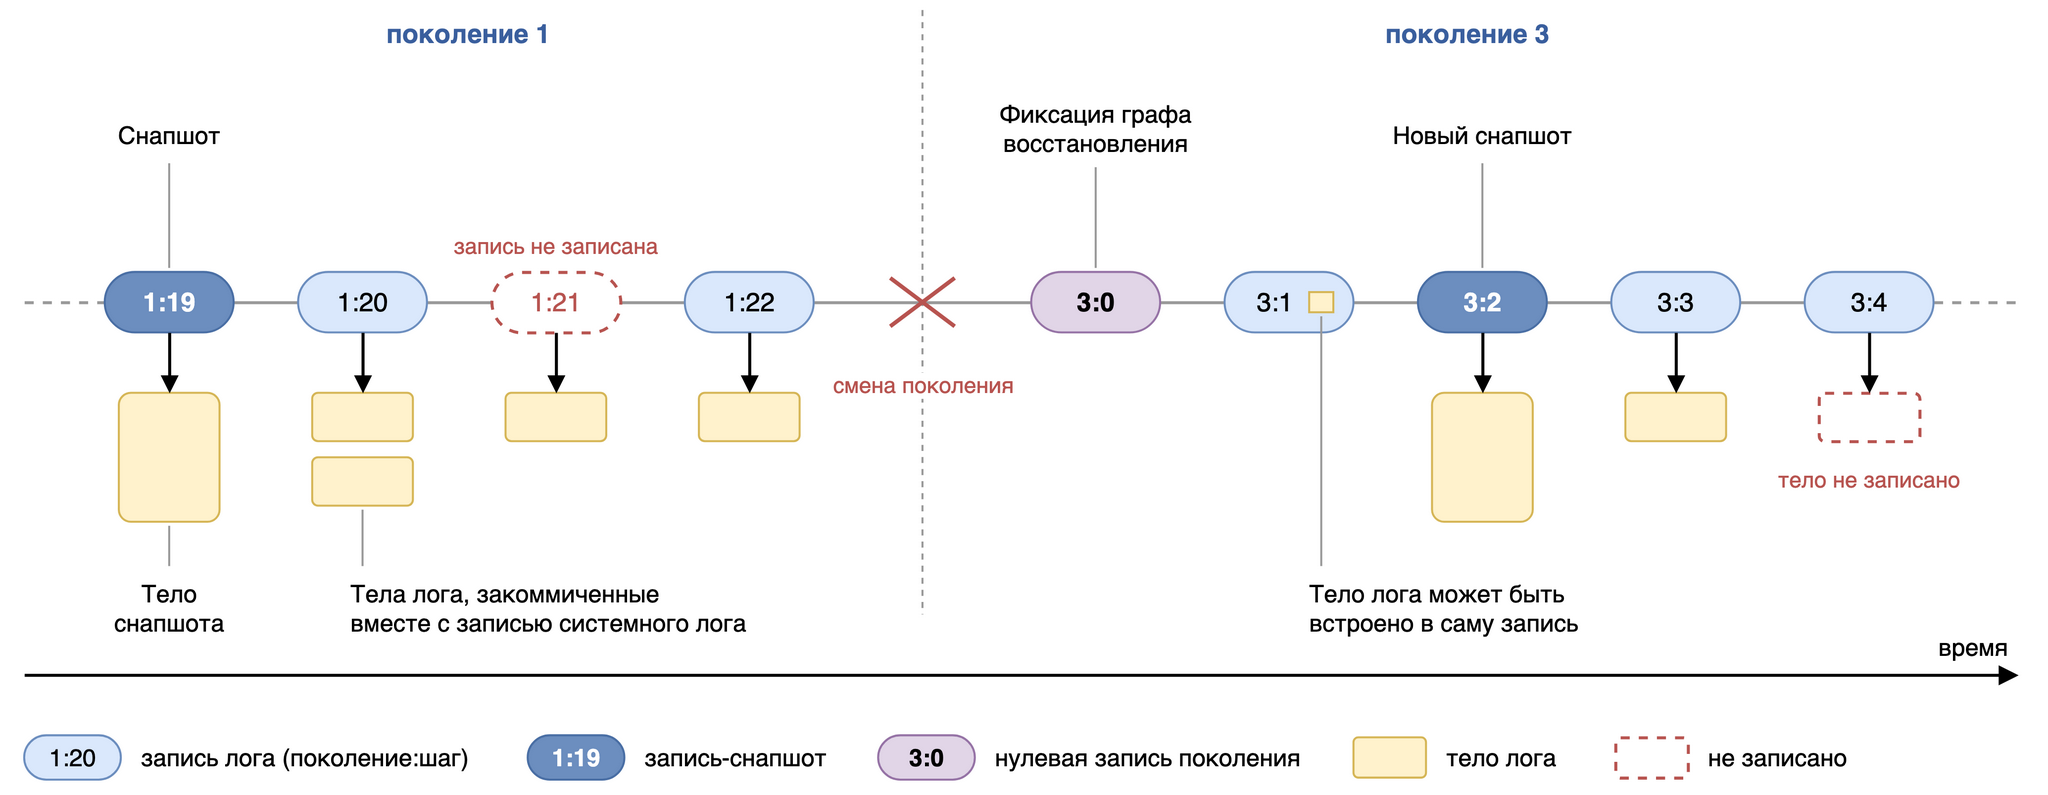 поколение 1
поколение 3
Снапшот
Фиксация графа
восстановления
Новый снапшот
запись не записана
1:19
1:20
1:21
1:22
3:0
3:1
3:2
3:3
3:4
смена поколения
тело не записано
Тело
снапшота
Тела лога, закоммиченные
вместе с записью системного лога
Тело лога может быть
встроено в саму запись
время
1:20
запись лога (поколение:шаг)
1:19
запись-снапшот
3:0
нулевая запись поколения
тело лога
не записано